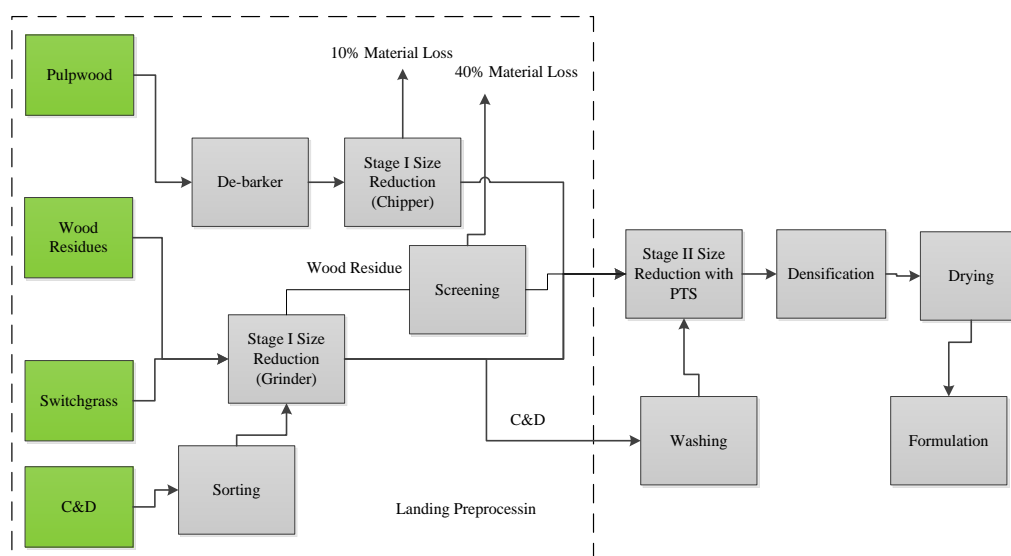 10% Material Loss
40% Material Loss
Pulpwood
De-barker
Stage I Size
Reduction
(Chipper)
Wood
Residues
Wood Residue
Screening
Stage II Size
Reduction with
PTS
Densification
Drying
Stage I Size
Reduction
(Grinder)
Switchgrass
C&D
Washing
Formulation
Sorting
C&D
Landing Preprocessin